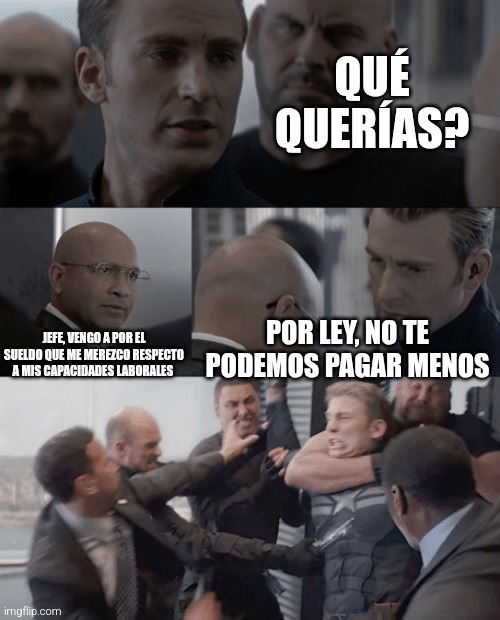 QUÉ
QUERÍAS?
JEFE, VENGO A POR EL
SUELDO QUE ME MEREZCO RESPECTO
A MIS CAPACIDADES LABORALES
POR LEY, NO TE
PODEMOS PAGAR MENOS
imgflip.com